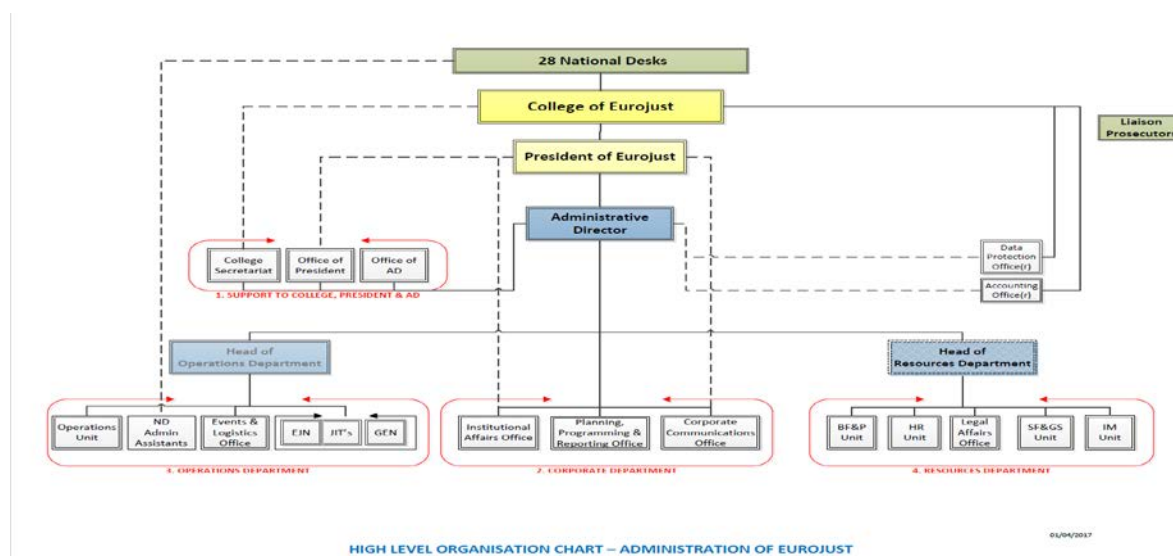 28 National Desks
College of Eurojust
Liaison
Prosecutors
President of Eurojust
Administrative
Director
College
Secretariat
Office of
President
Office of
AD
Data
Protection
Office(r)
Accounting
Office(r)
1. SUPPORT TO COLLEGE, PRESIDENT & AD
Head of
Operations Department
Head of
Resources Department
Operations
Unit
ND
Admin
Assistants
Events &
Logistics
Office
EJN
JIT's
GEN
Institutional
Affairs Office
Planning,
Programming &
Reporting Office
Corporate
Communications
Office
BF&P
Unit
HR
Unit
Legal
Affairs
Office
SF&GS
Unit
IM
Unit
3. OPERATIONS DEPARTMENT
2. CORPORATE DEPARTMENT
4. RESOURCES DEPARTMENT
01/04/2017
HIGH LEVEL ORGANISATION CHART – ADMINISTRATION OF EUROJUST